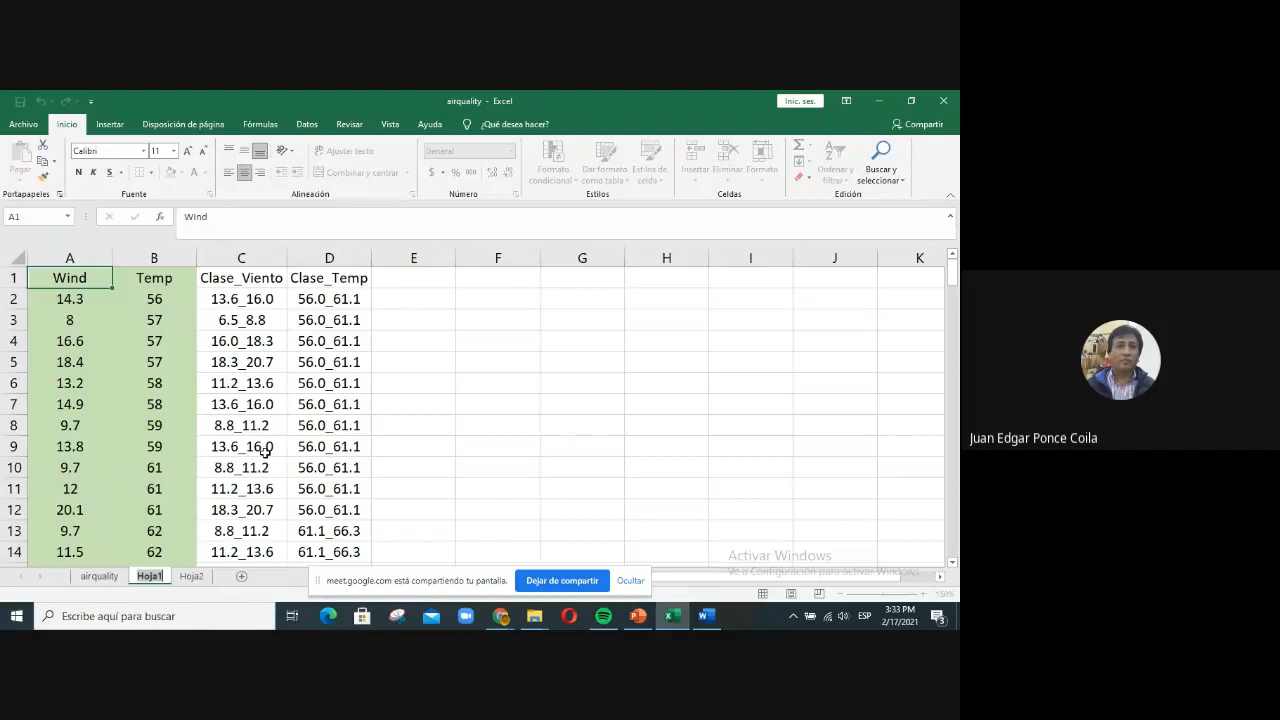 airquality - Excel
Inic. ses.
Archivo Inicio Insertar Disposición de página Fórmulas Datos Revisar Vista Ayuda ¿Qué desea hacer? Compartir
Pegar
Calibri 11
N K S
Ajustar texto
Combinar y centrar
General
$ % 000
Formato condicional
Dar formato como tabla
Estilos de celda
Insertar Eliminar Formato
Ordenar y filtrar
Buscar y seleccionar
Portapapeles Fuente Alineación Número Estilos Celdas Edición
A1 fx Wind
A B C D E F G H I J K
1 Wind Temp Clase_Viento Clase_Temp
2 14.3 56 13.6_16.0 56.0_61.1
3 8 57 6.5_8.8 56.0_61.1
4 16.6 57 16.0_18.3 56.0_61.1
5 18.4 57 18.3_20.7 56.0_61.1
6 13.2 58 11.2_13.6 56.0_61.1
7 14.9 58 13.6_16.0 56.0_61.1
8 9.7 59 8.8_11.2 56.0_61.1
9 13.8 59 13.6_16.0 56.0_61.1
10 9.7 61 8.8_11.2 56.0_61.1
11 12 61 11.2_13.6 56.0_61.1
12 20.1 61 18.3_20.7 56.0_61.1
13 9.7 62 8.8_11.2 61.1_66.3
14 11.5 62 11.2_13.6 61.1_66.3
Activar Windows
Ve a Configuración para activar Windows.
airquality Hoja1 Hoja2
meet.google.com está compartiendo tu pantalla. Dejar de compartir Ocultar
150%
Escribe aquí para buscar
ESP
3:33 PM
2/17/2021
3
Juan Edgar Ponce Coila